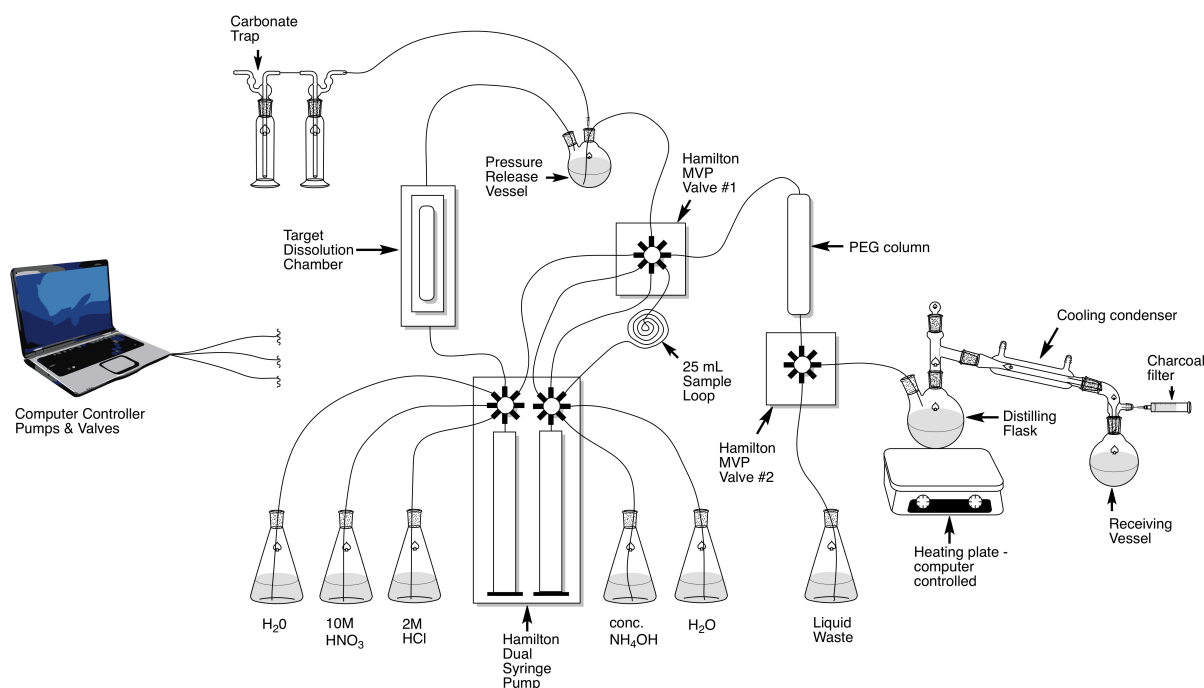 Carbonate
Trap
Pressure
Release
Vessel
Hamilton
MVP
Valve #1
Target
Dissolution
Chamber
PEG column
Cooling condenser
Charcoal
filter
25 mL
Sample
Loop
Computer Controller
Pumps & Valves
Distilling
Flask
Hamilton
MVP
Valve #2
Receiving
Vessel
Heating plate -
computer
controlled
H₂0
10M
HNO₃
2M
HCl
Hamilton
Dual
Syringe
Pump
conc.
NH₄OH
H₂O
Liquid
Waste